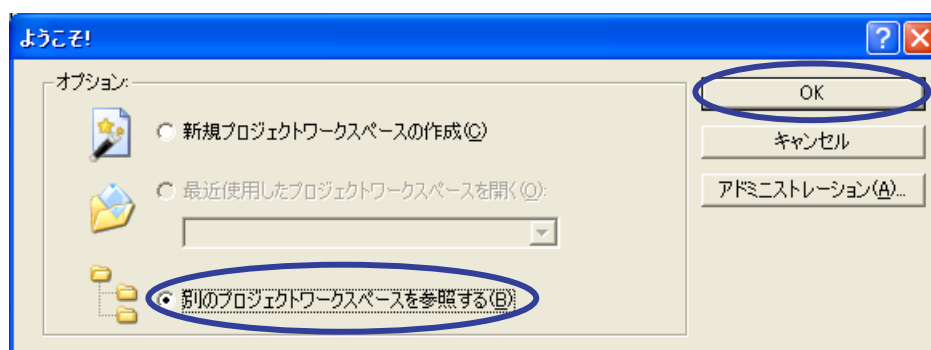 ようこそ!
オプション:
新規プロジェクトワークスペースの作成(C)
最近使用したプロジェクトワークスペースを開く(O):
別のプロジェクトワークスペースを参照する(B)
OK
キャンセル
アドミニストレーション(A)...